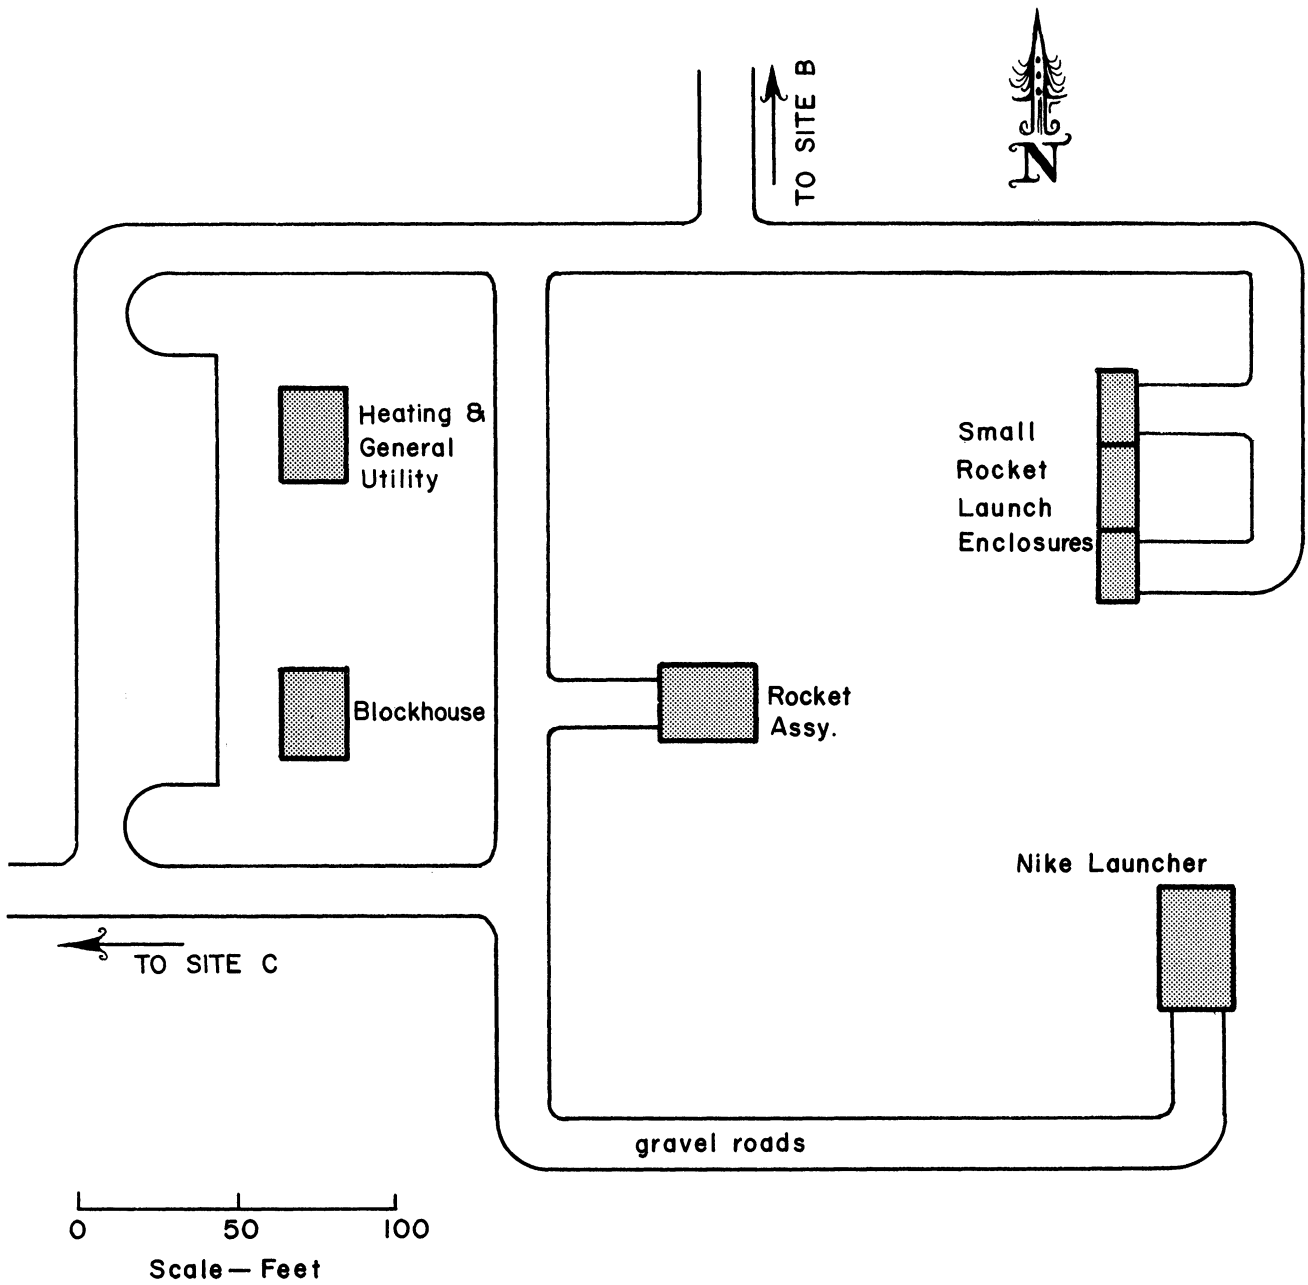 TO SITE B
N
Heating &
General
Utility
Small
Rocket
Launch
Enclosures
Rocket
Assy.
Blockhouse
Nike Launcher
TO SITE C
gravel roads
0 50 100
Scale — Feet